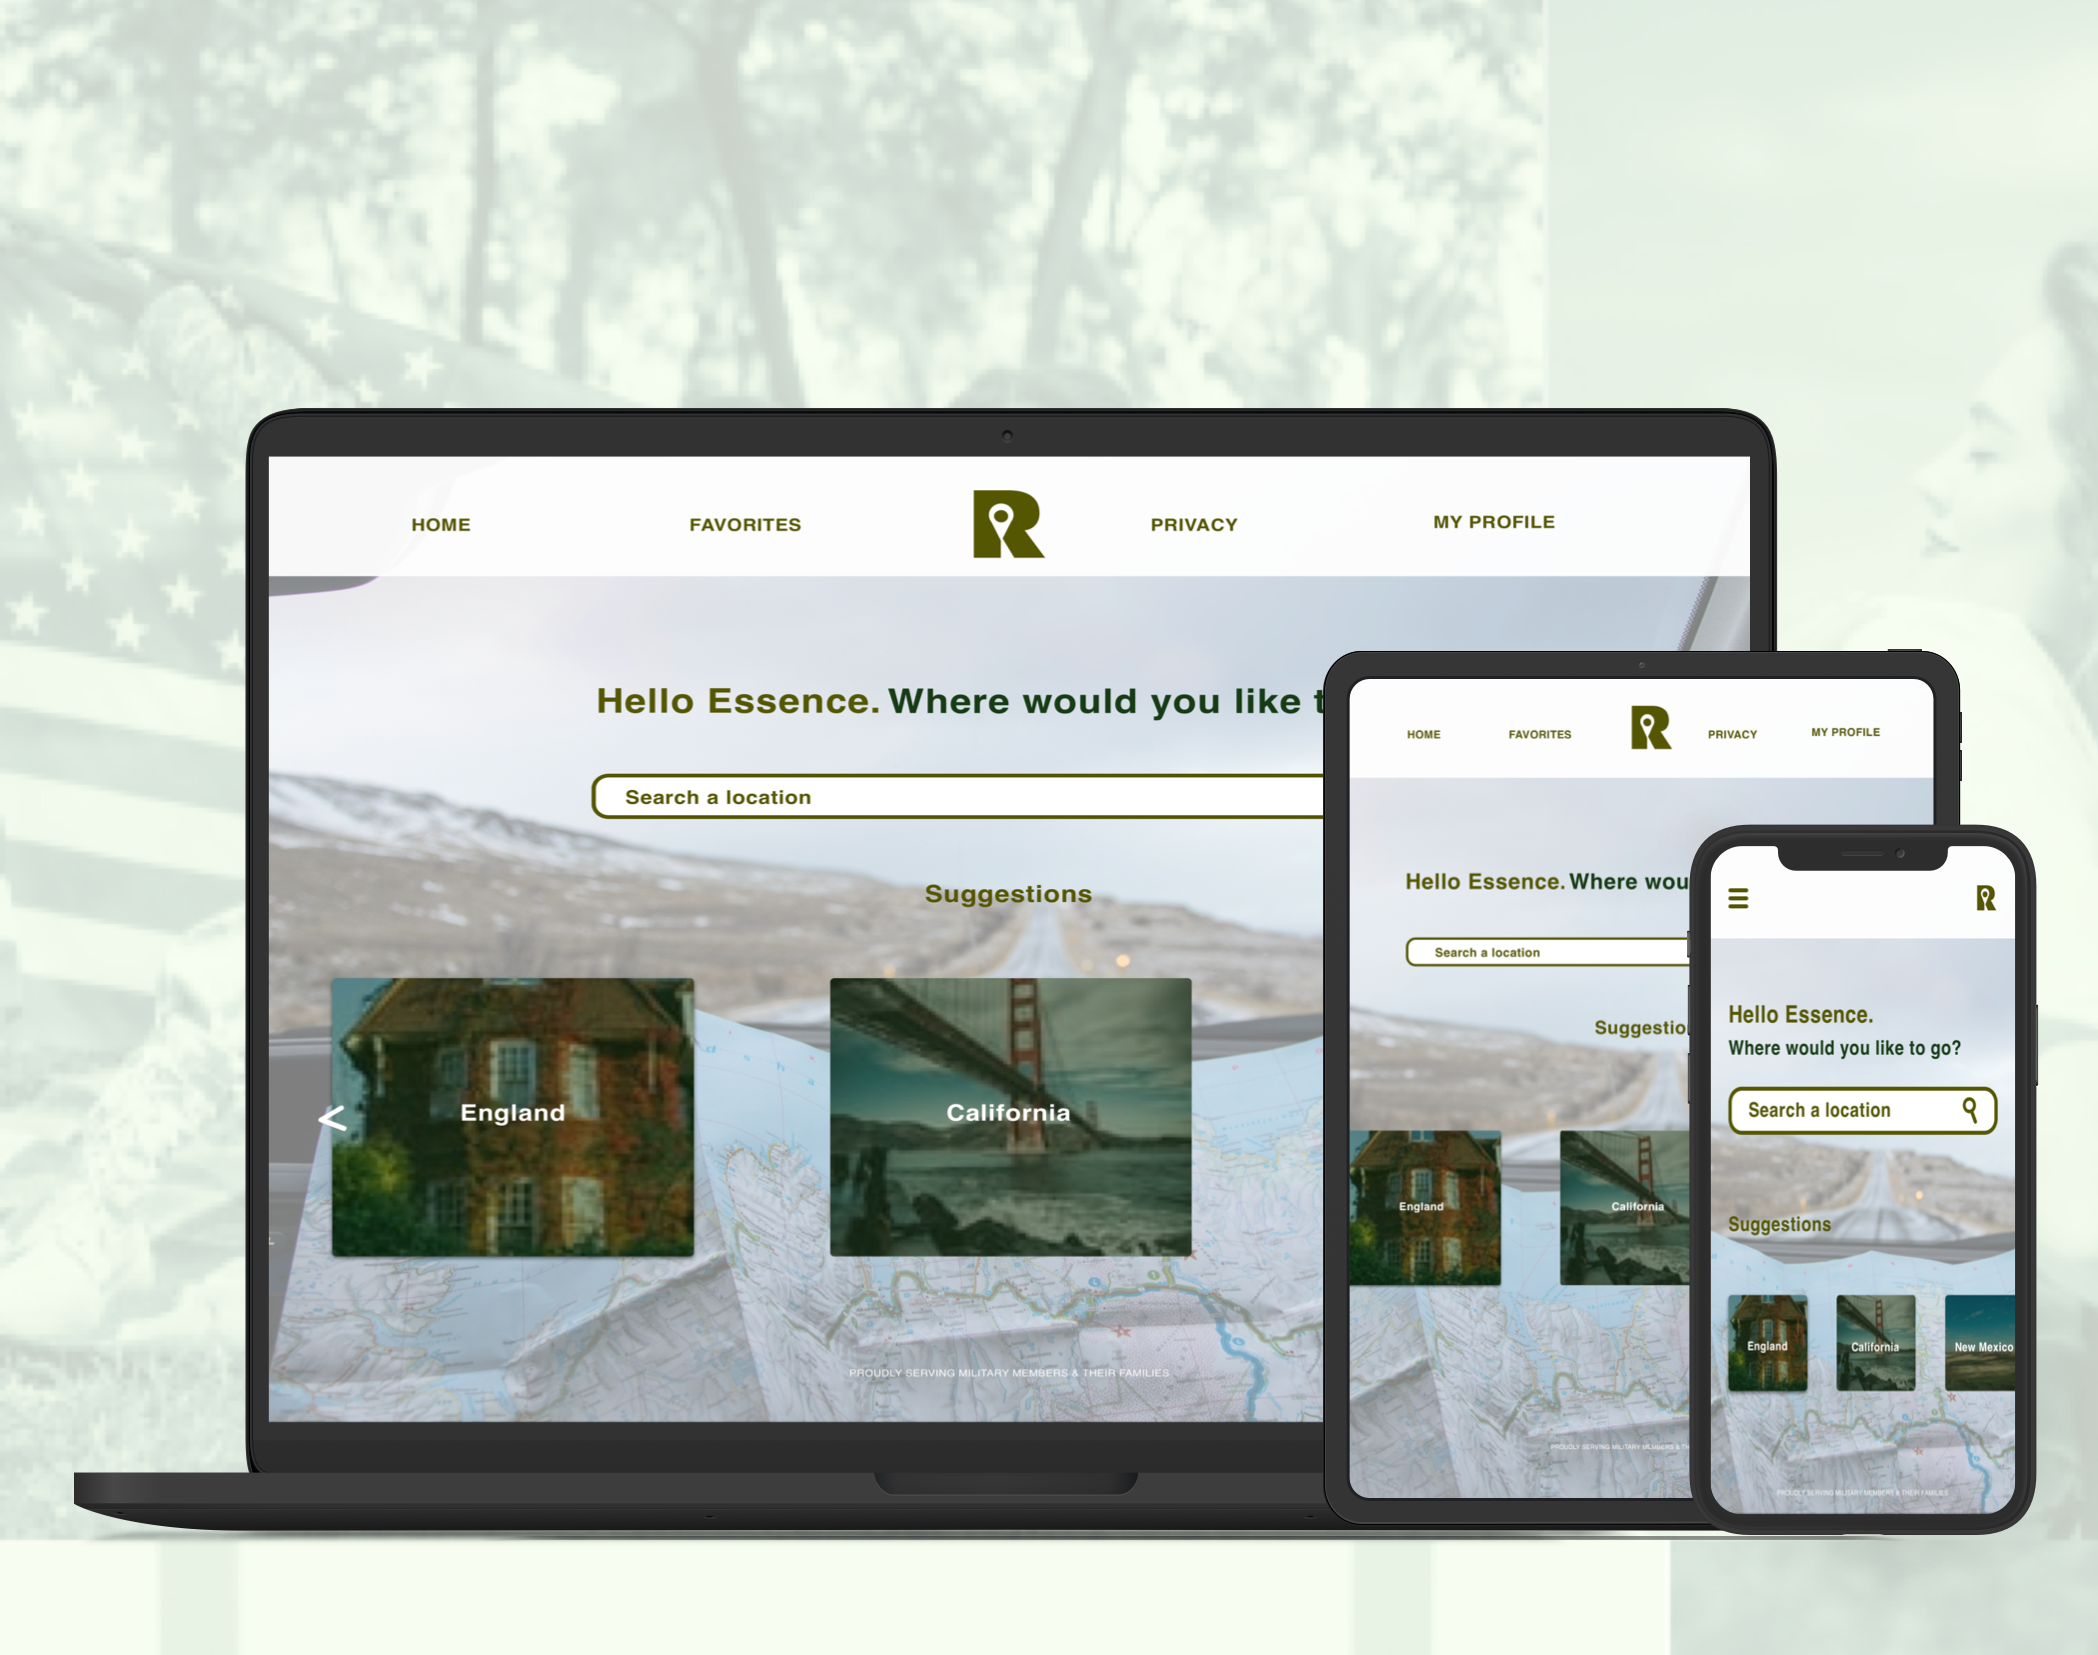 HOME FAVORITES R PRIVACY MY PROFILE
Hello Essence. Where would you like t
Search a location
Suggestions
<
England
California
PROUDLY SERVING MILITARY MEMBERS & THEIR FAMILIES
HOME FAVORITES R PRIVACY MY PROFILE
Hello Essence. Where wou
Search a location
Suggestio
England
California
PROUDLY SERVING MILITARY MEMBERS & TH
R
Hello Essence.
Where would you like to go?
Search a location
Suggestions
England
California
New Mexico
PROUDLY SERVING MILITARY MEMBERS & THEIR FAMILIES